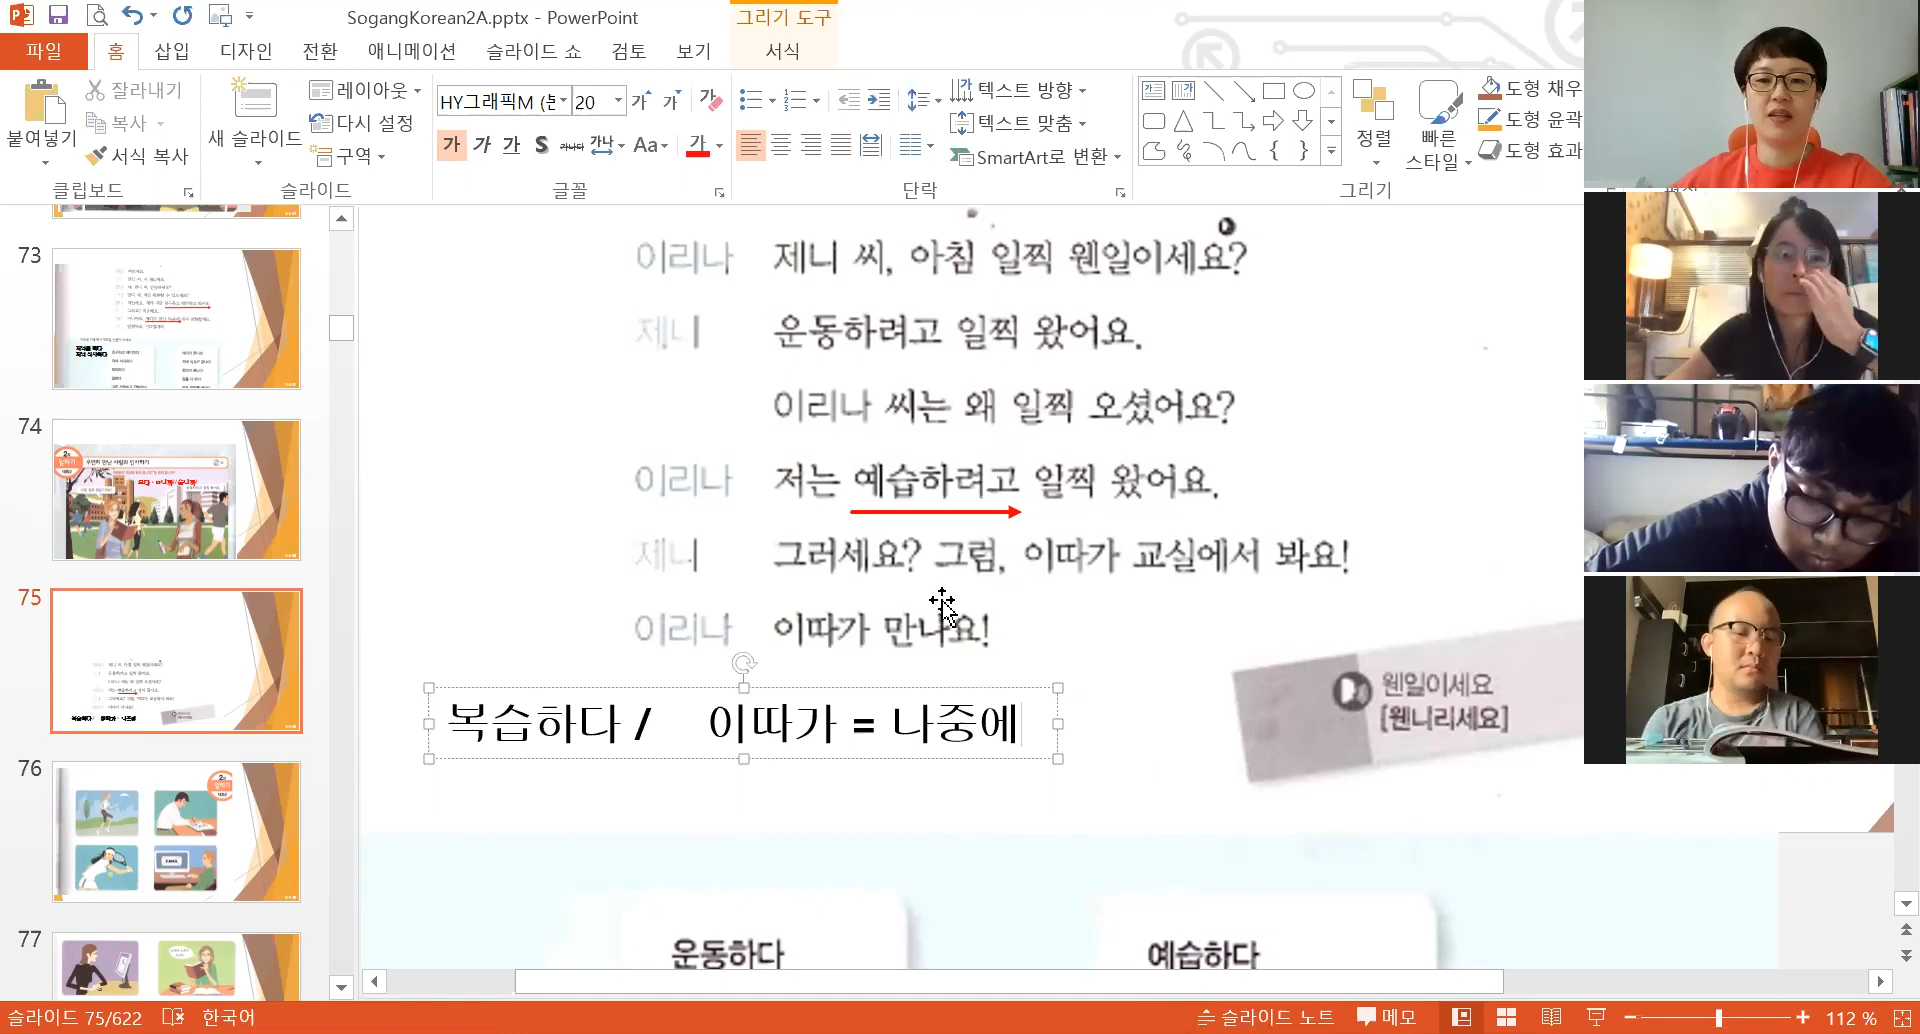 SogangKorean2A.pptx - PowerPoint
그리기 도구
파일 홈 삽입 디자인 전환 애니메이션 슬라이드 쇼 검토 보기 서식
붙여넣기
잘라내기
복사
서식 복사
클립보드
새 슬라이드
레이아웃
다시 설정
구역
슬라이드
HY그래픽M (본
20
글꼴
텍스트 방향
텍스트 맞춤
SmartArt로 변환
단락
정렬
빠른 스타일
도형 채우
도형 윤곽
도형 효과
그리기
73
74
75
76
77
이리나 제니 씨, 아침 일찍 웬일이세요?
제니 운동하려고 일찍 왔어요.
이리나 씨는 왜 일찍 오셨어요?
이리나 저는 예습하려고 일찍 왔어요.
제니 그러세요? 그럼, 이따가 교실에서 봐요!
이리나 이따가 만나요!
복습하다 / 이따가 = 나중에
웬일이세요
[웬니리세요]
운동하다
예습하다
슬라이드 75/622
한국어
슬라이드 노트
메모
112 %